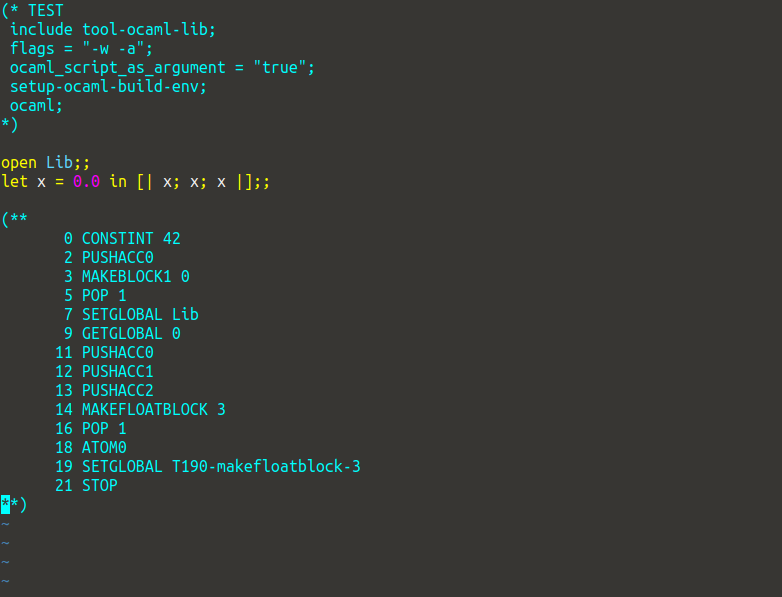 (* TEST
 include tool-ocaml-lib;
 flags = "-w -a";
 ocaml_script_as_argument = "true";
 setup-ocaml-build-env;
 ocaml;
*)

open Lib;;
let x = 0.0 in [| x; x; x |];;

(**
       0 CONSTINT 42
       2 PUSHACC0
       3 MAKEBLOCK1 0
       5 POP 1
       7 SETGLOBAL Lib
       9 GETGLOBAL 0
      11 PUSHACC0
      12 PUSHACC1
      13 PUSHACC2
      14 MAKEFLOATBLOCK 3
      16 POP 1
      18 ATOM0
      19 SETGLOBAL T190-makefloatblock-3
      21 STOP
**)
~
~
~
~